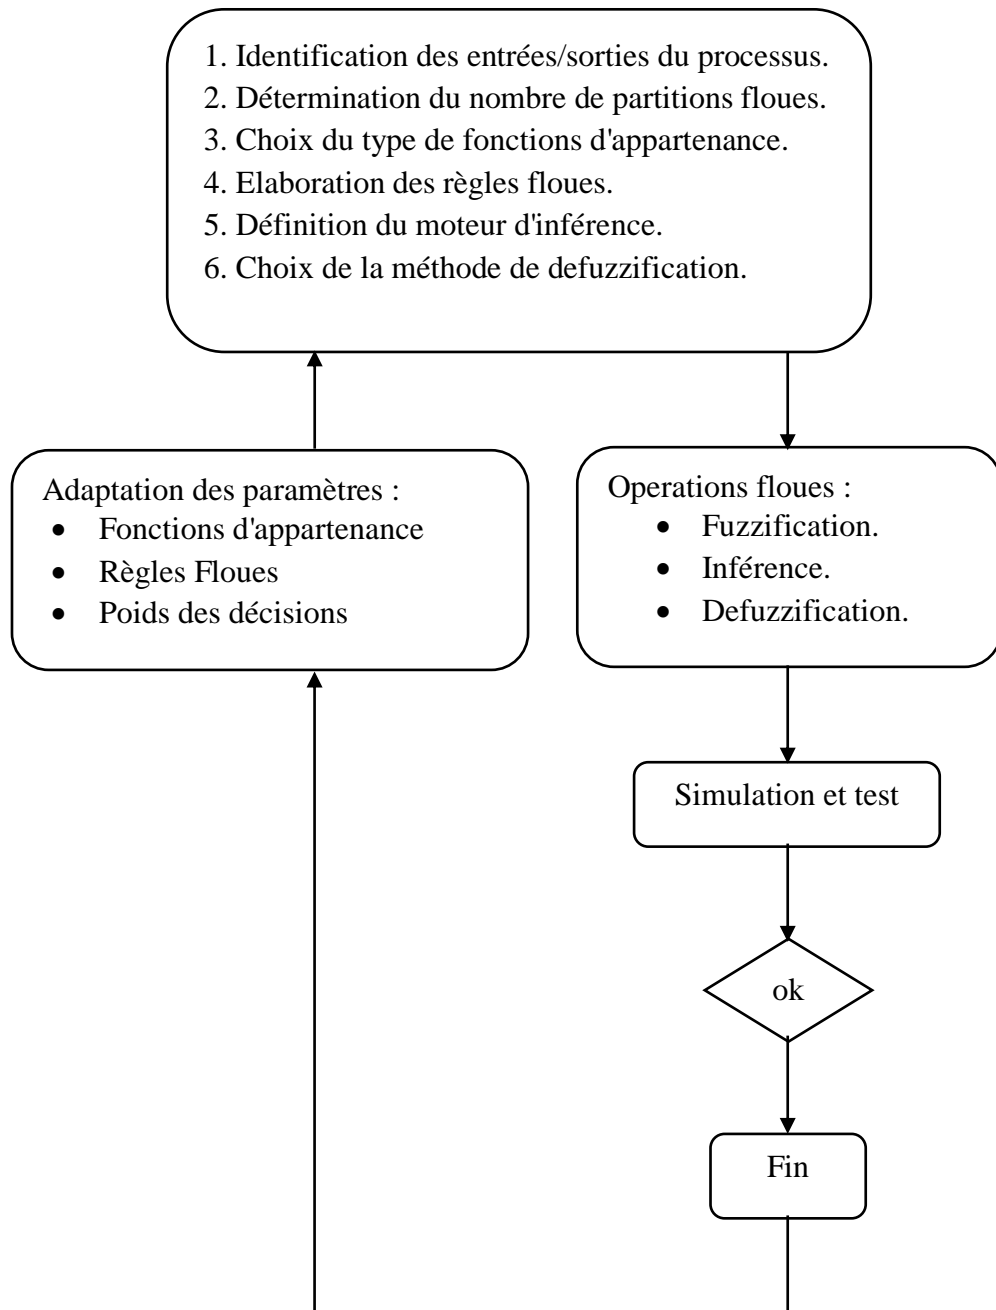 1. Identification des entrées/sorties du processus.
2. Détermination du nombre de partitions floues.
3. Choix du type de fonctions d'appartenance.
4. Elaboration des règles floues.
5. Définition du moteur d'inférence.
6. Choix de la méthode de defuzzification.
Adaptation des paramètres :
• Fonctions d'appartenance
• Règles Floues
• Poids des décisions
Operations floues :
• Fuzzification.
• Inférence.
• Defuzzification.
Simulation et test
ok
Fin